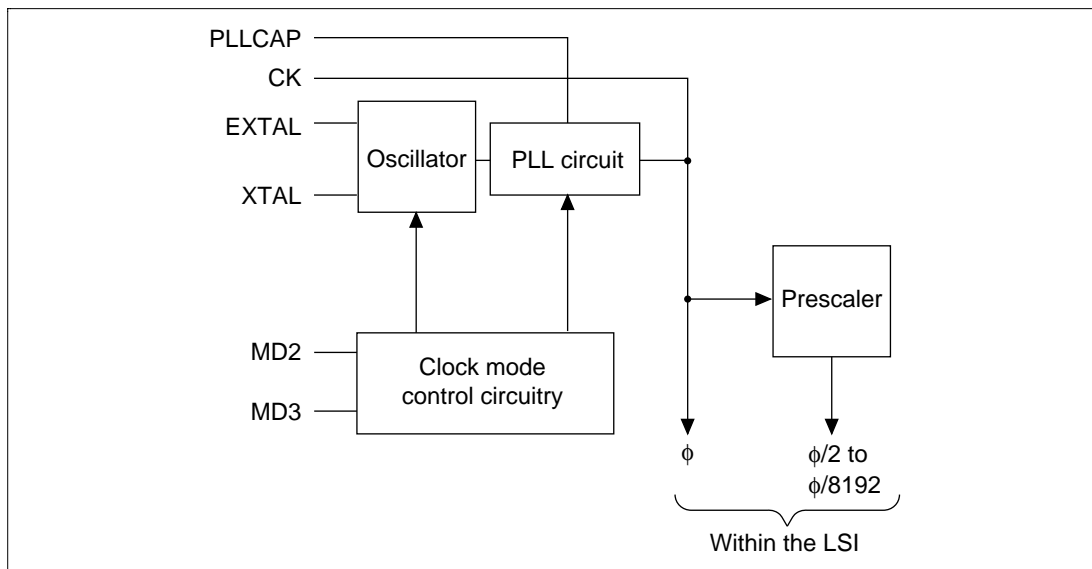 PLLCAP
CK
EXTAL
Oscillator
PLL circuit
XTAL
Prescaler
MD2
Clock mode
control circuitry
MD3
ϕ
ϕ/2 to
ϕ/8192
Within the LSI